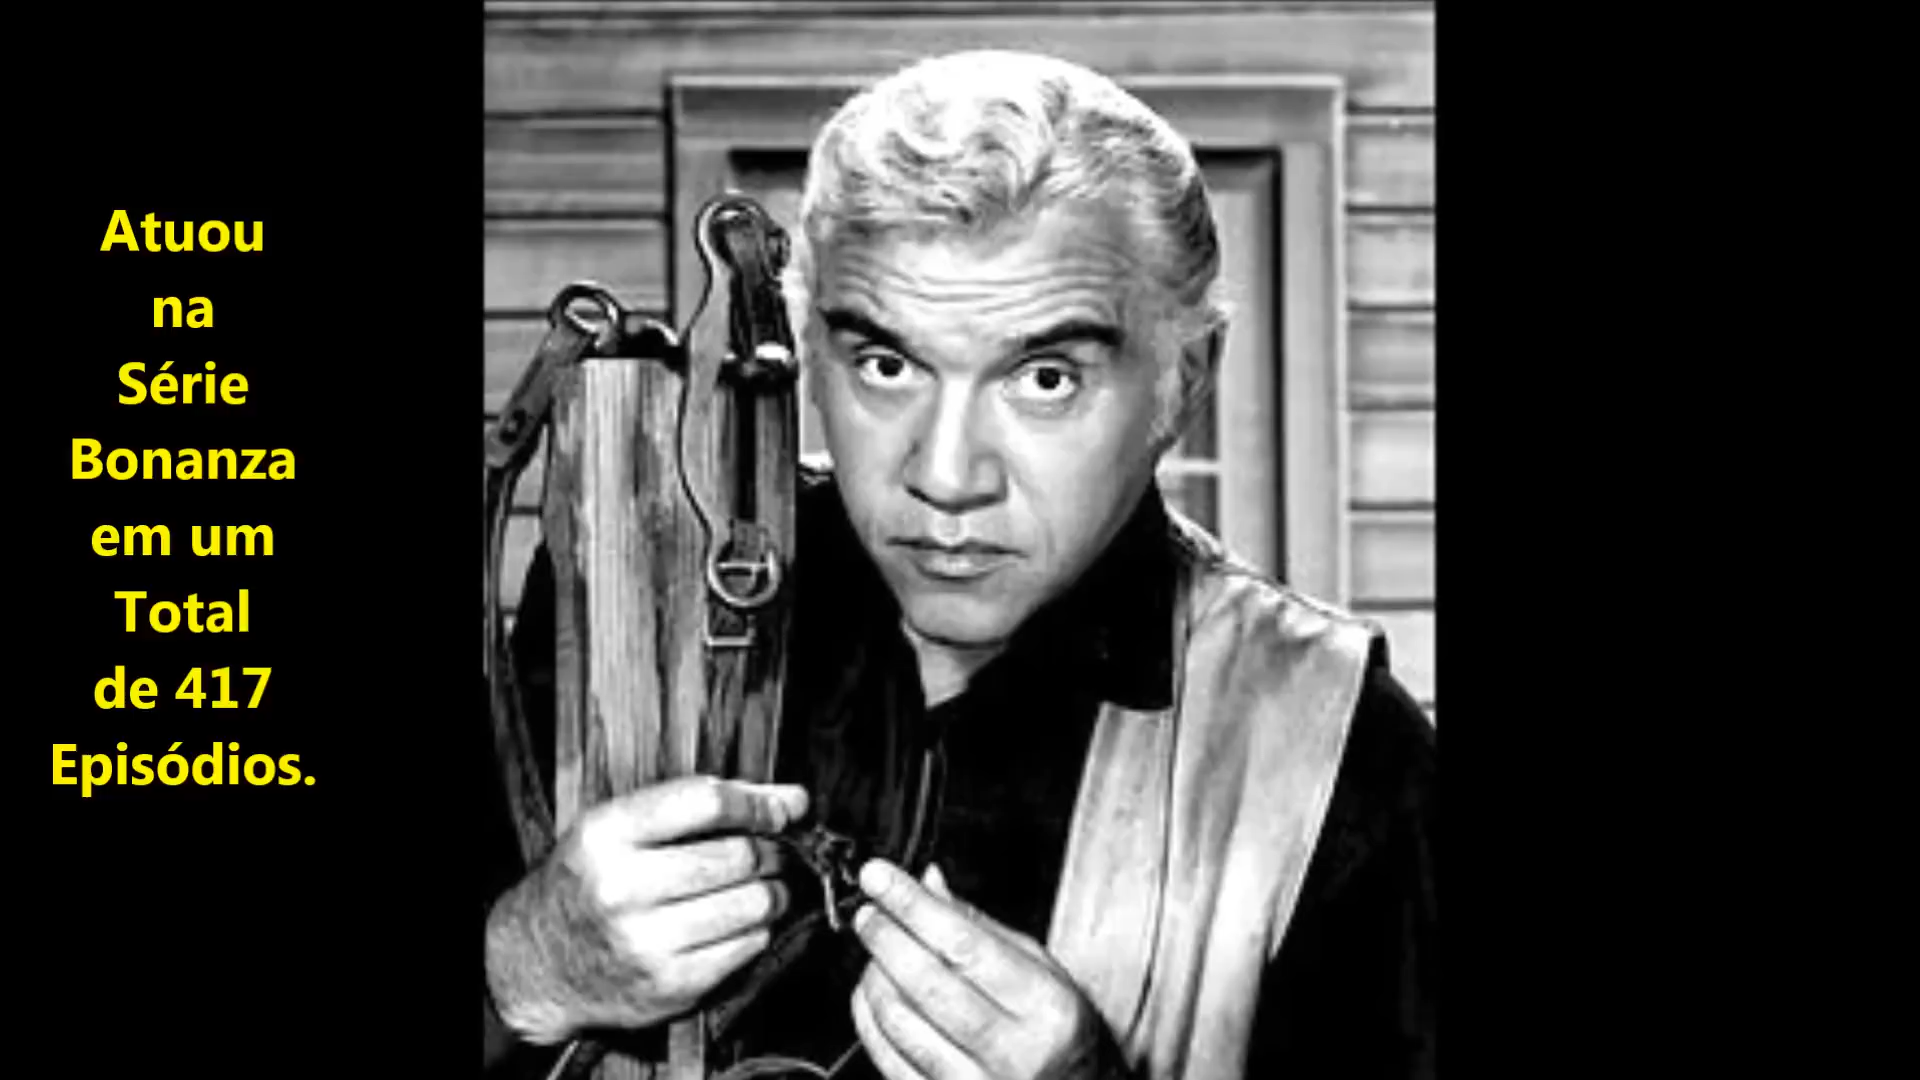 Atuou
na
Série
Bonanza
em um
Total
de 417
Episódios.